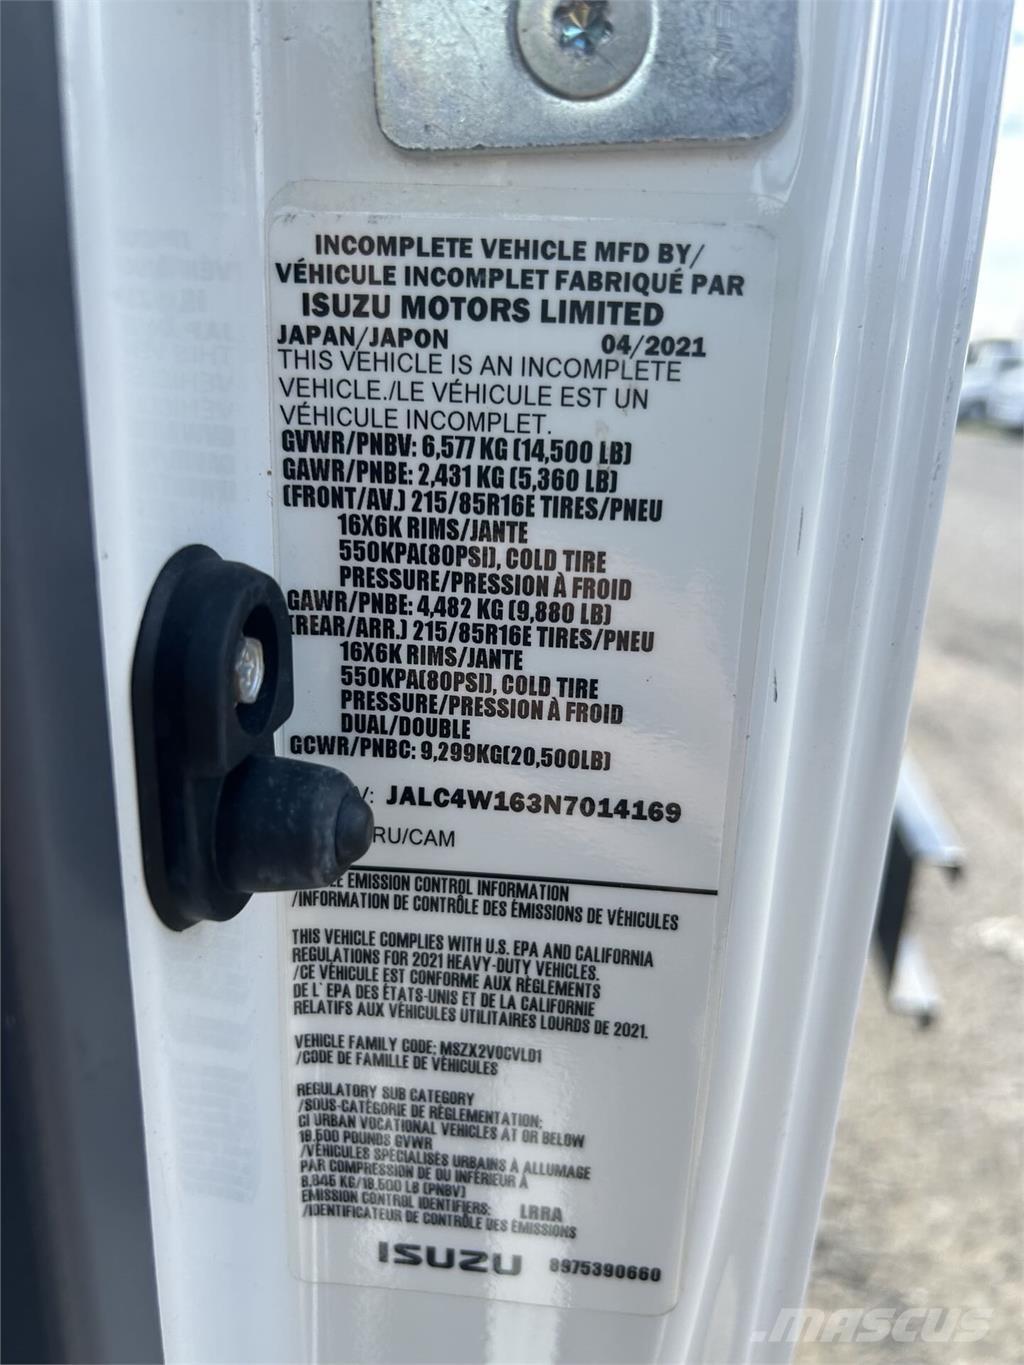 INCOMPLETE VEHICLE MFD BY/
VÉHICULE INCOMPLET FABRIQUÉ PAR
ISUZU MOTORS LIMITED
JAPAN/JAPON 04/2021
THIS VEHICLE IS AN INCOMPLETE
VEHICLE./LE VÉHICULE EST UN
VÉHICULE INCOMPLET.
GVWR/PNBV: 6,577 KG (14,500 LB)
GAWR/PNBE: 2,431 KG (5,360 LB)
(FRONT/AV.) 215/85R16E TIRES/PNEU
16X6K RIMS/JANTE
550KPA(80PSI), COLD TIRE
PRESSURE/PRESSION À FROID
GAWR/PNBE: 4,482 KG (9,880 LB)
(REAR/ARR.) 215/85R16E TIRES/PNEU
16X6K RIMS/JANTE
550KPA(80PSI), COLD TIRE
PRESSURE/PRESSION À FROID
DUAL/DOUBLE
GCWR/PNBC: 9,299KG(20,500LB)
V: JALC4W163N7014169
RU/CAM
EMISSION CONTROL INFORMATION
/INFORMATION DE CONTRÔLE DES ÉMISSIONS DE VÉHICULES
THIS VEHICLE COMPLIES WITH U.S. EPA AND CALIFORNIA
REGULATIONS FOR 2021 HEAVY-DUTY VEHICLES.
/CE VÉHICULE EST CONFORME AUX RÈGLEMENTS
DE L'EPA DES ÉTATS-UNIS ET DE LA CALIFORNIE
RELATIFS AUX VÉHICULES UTILITAIRES LOURDS DE 2021.
VEHICLE FAMILY CODE: MSZX2VOCVLD1
/CODE DE FAMILLE DE VÉHICULES
REGULATORY SUB CATEGORY
/SOUS-CATÉGORIE DE RÉGLEMENTATION:
CI URBAN VOCATIONAL VEHICLES AT OR BELOW
19,500 POUNDS GVWR
/VÉHICULES SPÉCIALISÉS URBAINS À ALLUMAGE
PAR COMPRESSION DE OU INFÉRIEUR À
8,845 KG/19,500 LB (PNBV)
EMISSION CONTROL IDENTIFIERS: LRRA
/IDENTIFICATEUR DE CONTRÔLE DES ÉMISSIONS
ISUZU 8975390660
MASCUS